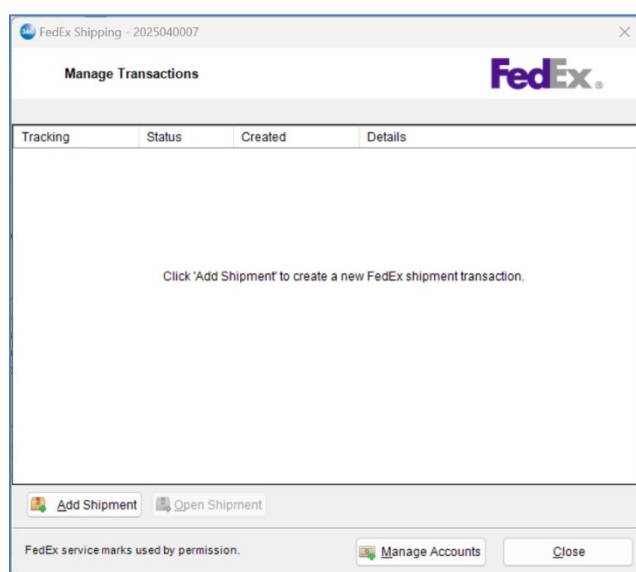 360 FedEx Shipping - 2025040007
Manage Transactions
FedEx®
Tracking Status Created Details
Click 'Add Shipment' to create a new FedEx shipment transaction.
Add Shipment Open Shipment
FedEx service marks used by permission. Manage Accounts Close